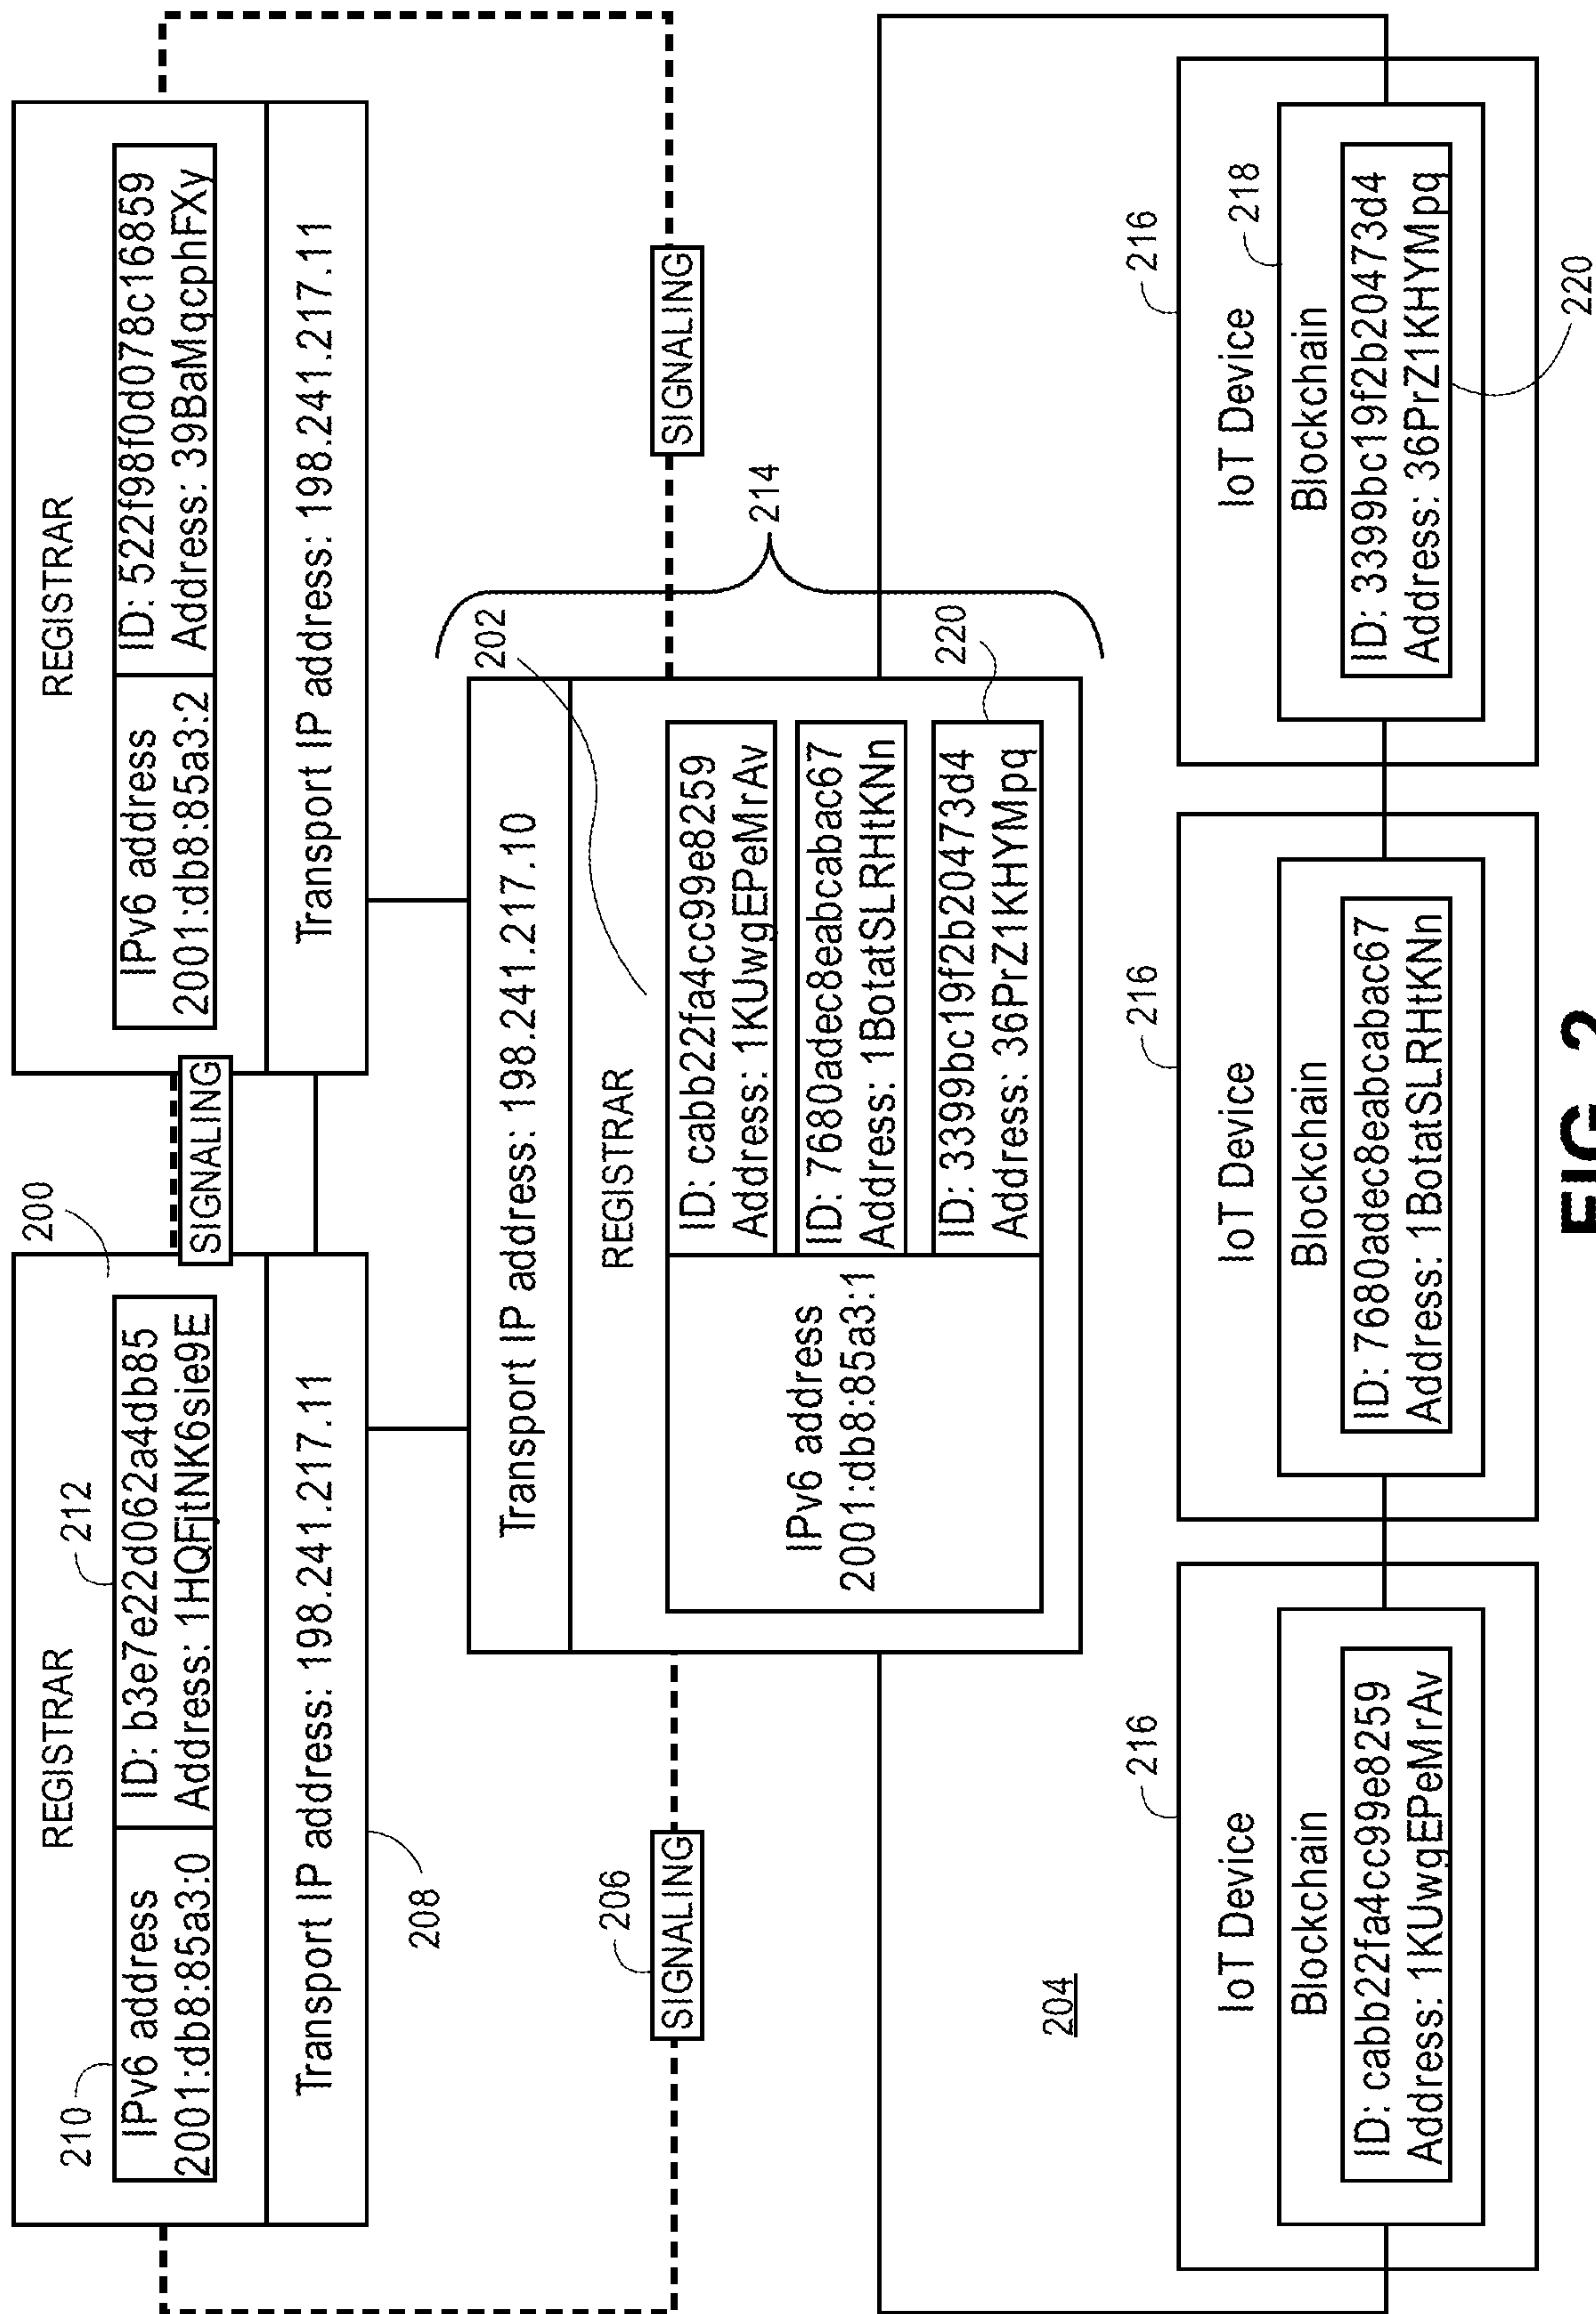 REGISTRAR
210
212
200
IPv6 address
2001:db8:85a3:0
ID: b3e7e22d062a4db85
Address: 1HQFjtNK6sie9E
Transport IP address: 198.241.217.11
208
SIGNALING
REGISTRAR
IPv6 address
2001:db8:85a3:2
ID: 522f98f0d078c16859
Address: 39BaMqcphFXy
Transport IP address: 198.241.217.11
206
SIGNALING
Transport IP address: 198.241.217.10
202
REGISTRAR
IPv6 address
2001:db8:85a3:1
ID: cabb22fa4cc99e8259
Address: 1KUwgEPeMrAv
ID: 7680adec8eabcabac67
Address: 1BotatSLRHtKNn
ID: 3399bc19f2b20473d4
Address: 36PrZ1KHYMpq
220
214
SIGNALING
204
216
IoT Device
Blockchain
ID: cabb22fa4cc99e8259
Address: 1KUwgEPeMrAv
216
IoT Device
Blockchain
ID: 7680adec8eabcabac67
Address: 1BotatSLRHtKNn
216
IoT Device
218
Blockchain
ID: 3399bc19f2b20473d4
Address: 36PrZ1KHYMpq
220
FIG. 2